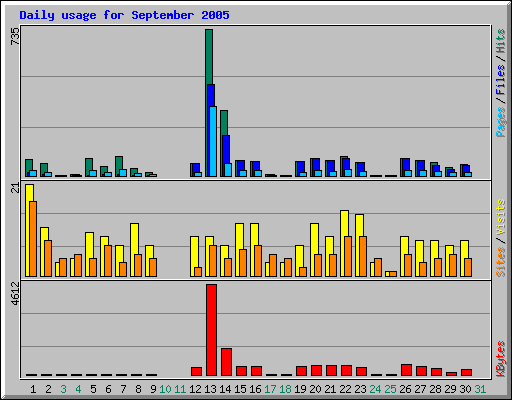 Daily usage for September 2005
735
Pages / Files / Hits
21
Sites / Visits
4612
KBytes
1 2 3 4 5 6 7 8 9 10 11 12 13 14 15 16 17 18 19 20 21 22 23 24 25 26 27 28 29 30 31